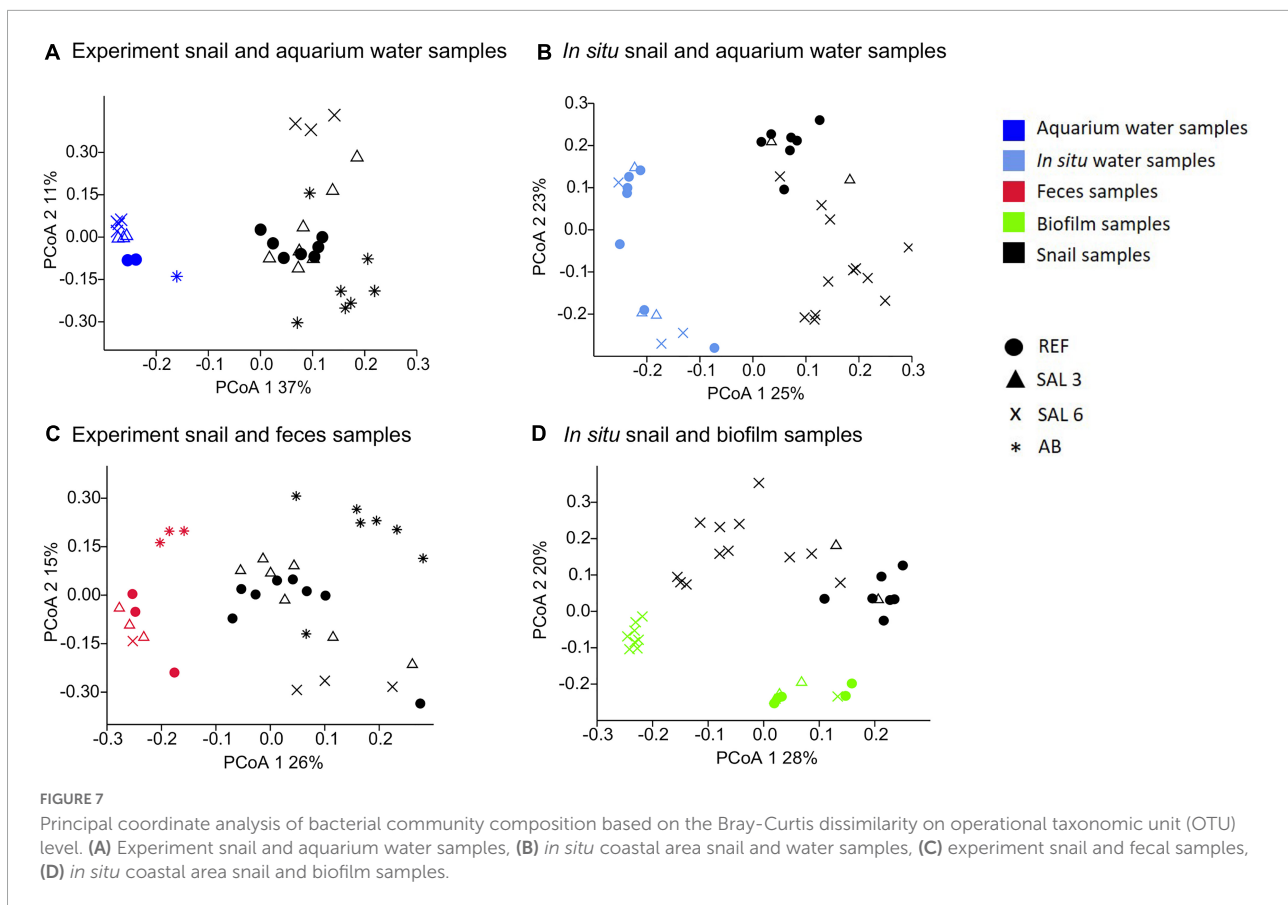 A Experiment snail and aquarium water samples
0.30
0.15
0.00
-0.15
-0.30
PCoA 2 11%
-0.2 -0.1 0.0 0.1 0.2 0.3
PCoA 1 37%
B In situ snail and aquarium water samples
0.3
0.2
0.1
0.0
-0.1
-0.2
PCoA 2 23%
-0.2 -0.1 0.0 0.1 0.2 0.3
PCoA 1 25%
Aquarium water samples
In situ water samples
Feces samples
Biofilm samples
Snail samples
REF
SAL 3
SAL 6
AB
C Experiment snail and feces samples
0.30
0.15
0.00
-0.15
-0.30
PCoA 2 15%
-0.3 -0.2 -0.1 0.0 0.1 0.2
PCoA 1 26%
D In situ snail and biofilm samples
0.3
0.2
0.1
0.0
-0.1
-0.2
PCoA 2 20%
-0.3 -0.2 -0.1 0.0 0.1 0.2
PCoA 1 28%
FIGURE 7
Principal coordinate analysis of bacterial community composition based on the Bray-Curtis dissimilarity on operational taxonomic unit (OTU)
level. (A) Experiment snail and aquarium water samples, (B) in situ coastal area snail and water samples, (C) experiment snail and fecal samples,
(D) in situ coastal area snail and biofilm samples.